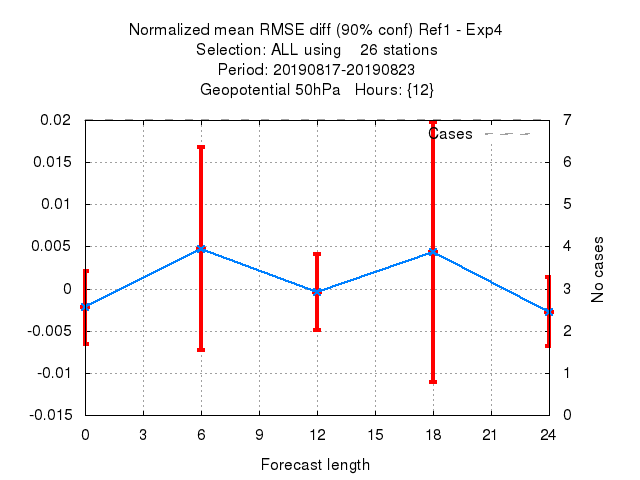 Normalized mean RMSE diff (90% conf) Ref1 - Exp4
Selection: ALL using    26 stations
Period: 20190817-20190823
Geopotential 50hPa   Hours: {12}
Cases
0.02
0.015
0.01
0.005
0
-0.005
-0.01
-0.015
7
6
5
4
3
2
1
0
No cases
0 3 6 9 12 15 18 21 24
Forecast length